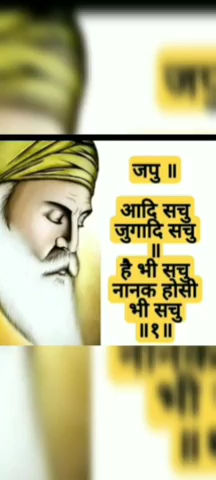 जपु ॥
आदि सचु
जुगादि सचु
॥
है भी सचु
नानक होसी
भी सचु
॥१॥